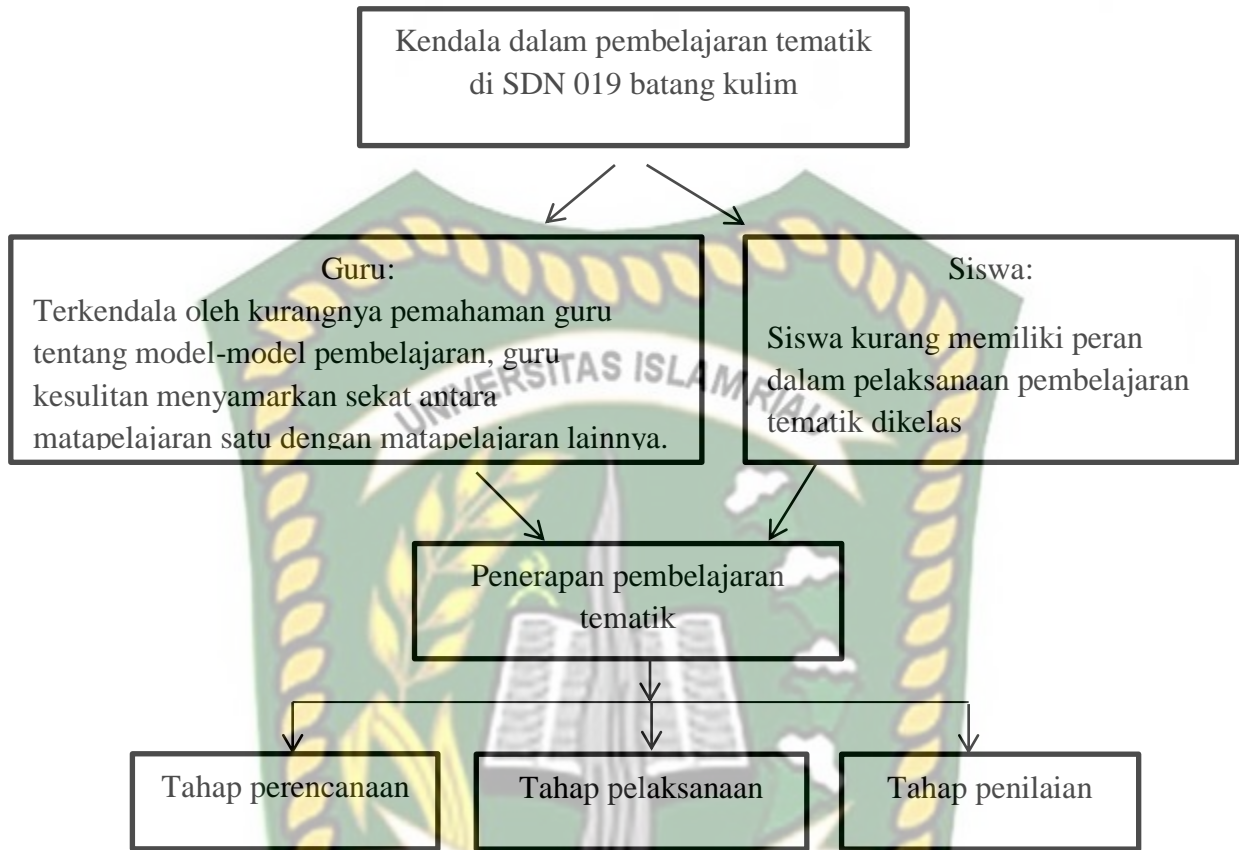 Kendala dalam pembelajaran tematik
di SDN 019 batang kulim
Guru:
Terkendala oleh kurangnya pemahaman guru
tentang model-model pembelajaran, guru
kesulitan menyamarkan sekat antara
matapelajaran satu dengan matapelajaran lainnya.
Siswa:
Siswa kurang memiliki peran
dalam pelaksanaan pembelajaran
tematik dikelas
UNIVERSITAS ISLAM RIAU
Penerapan pembelajaran
tematik
Tahap perencanaan
Tahap pelaksanaan
Tahap penilaian